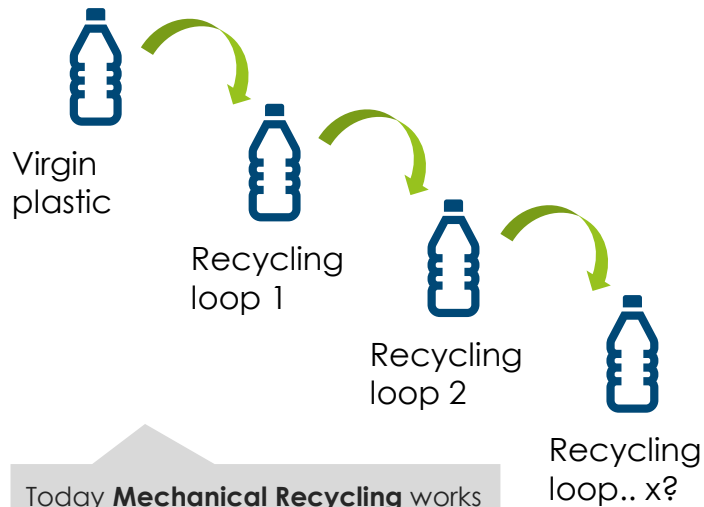 Virgin
plastic
Recycling
loop 1
Recycling
loop 2
Recycling
loop.. x?
Today Mechanical Recycling works